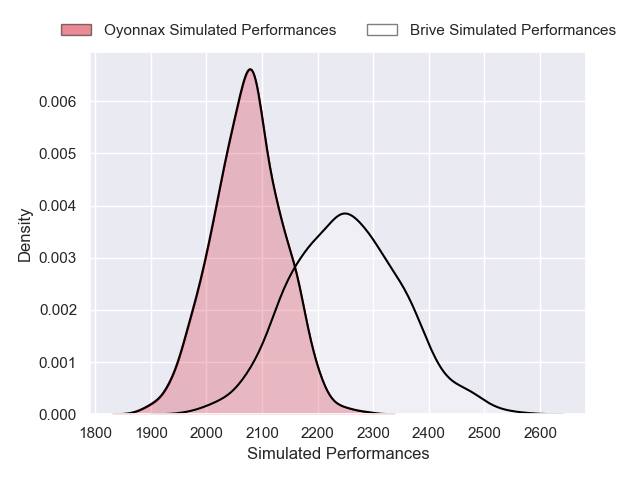 Oyonnax Simulated Performances Brive Simulated Performances
0.006
0.005
0.004
0.003
0.002
0.001
0.000
Density
1800 1900 2000 2100 2200 2300 2400 2500 2600
Simulated Performances